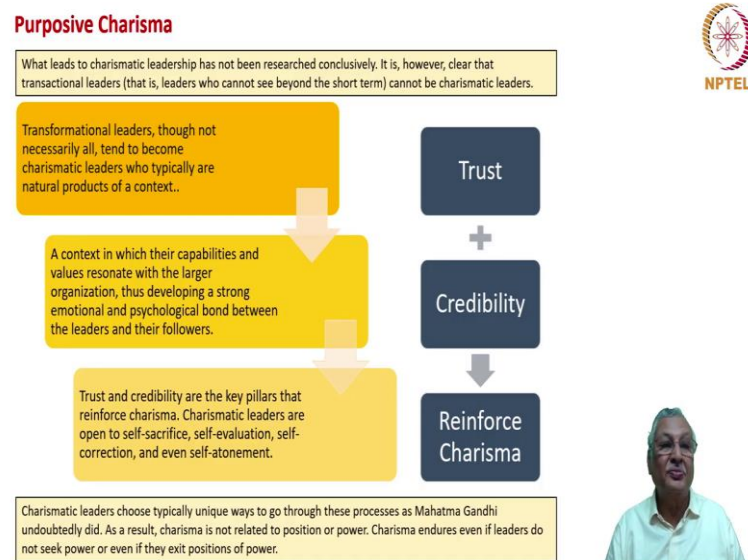 Purposive Charisma
What leads to charismatic leadership has not been researched conclusively. It is, however, clear that
transactional leaders (that is, leaders who cannot see beyond the short term) cannot be charismatic leaders.
Transformational leaders, though not
necessarily all, tend to become
charismatic leaders who typically are
natural products of a context..
A context in which their capabilities and
values resonate with the larger
organization, thus developing a strong
emotional and psychological bond between
the leaders and their followers.
Trust and credibility are the key pillars that
reinforce charisma. Charismatic leaders are
open to self-sacrifice, self-evaluation, self-
correction, and even self-atonement.
Trust
+
Credibility
Reinforce
Charisma
Charismatic leaders choose typically unique ways to go through these processes as Mahatma Gandhi
undoubtedly did. As a result, charisma is not related to position or power. Charisma endures even if leaders do
not seek power or even if they exit positions of power.
NPTEL